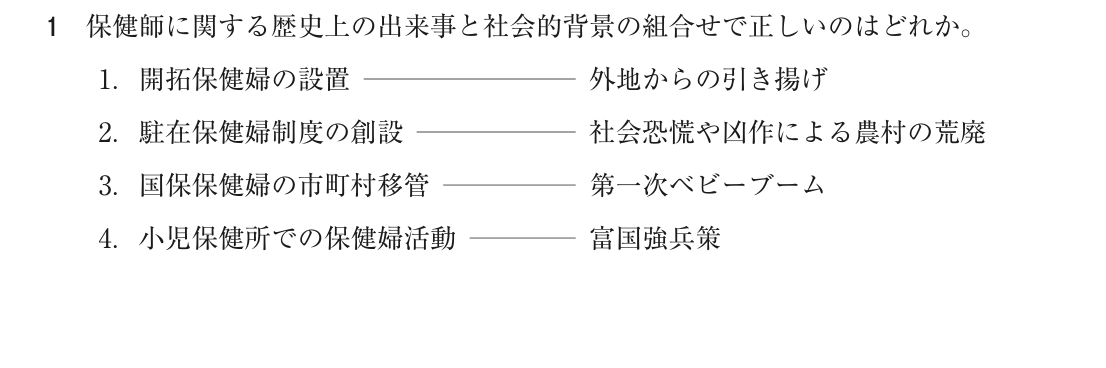 1 保健師に関する歴史上の出来事と社会的背景の組合せで正しいのはどれか。
1. 開拓保健婦の設置 ——— 外地からの引き揚げ
2. 駐在保健婦制度の創設 ——— 社会恐慌や凶作による農村の荒廃
3. 国保保健婦の市町村移管 ——— 第一次ベビーブーム
4. 小児保健所での保健婦活動 ——— 富国強兵策